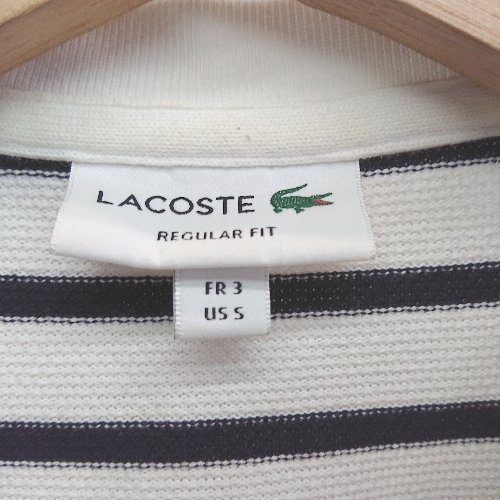 LACOSTE
REGULAR FIT
FR 3
US S